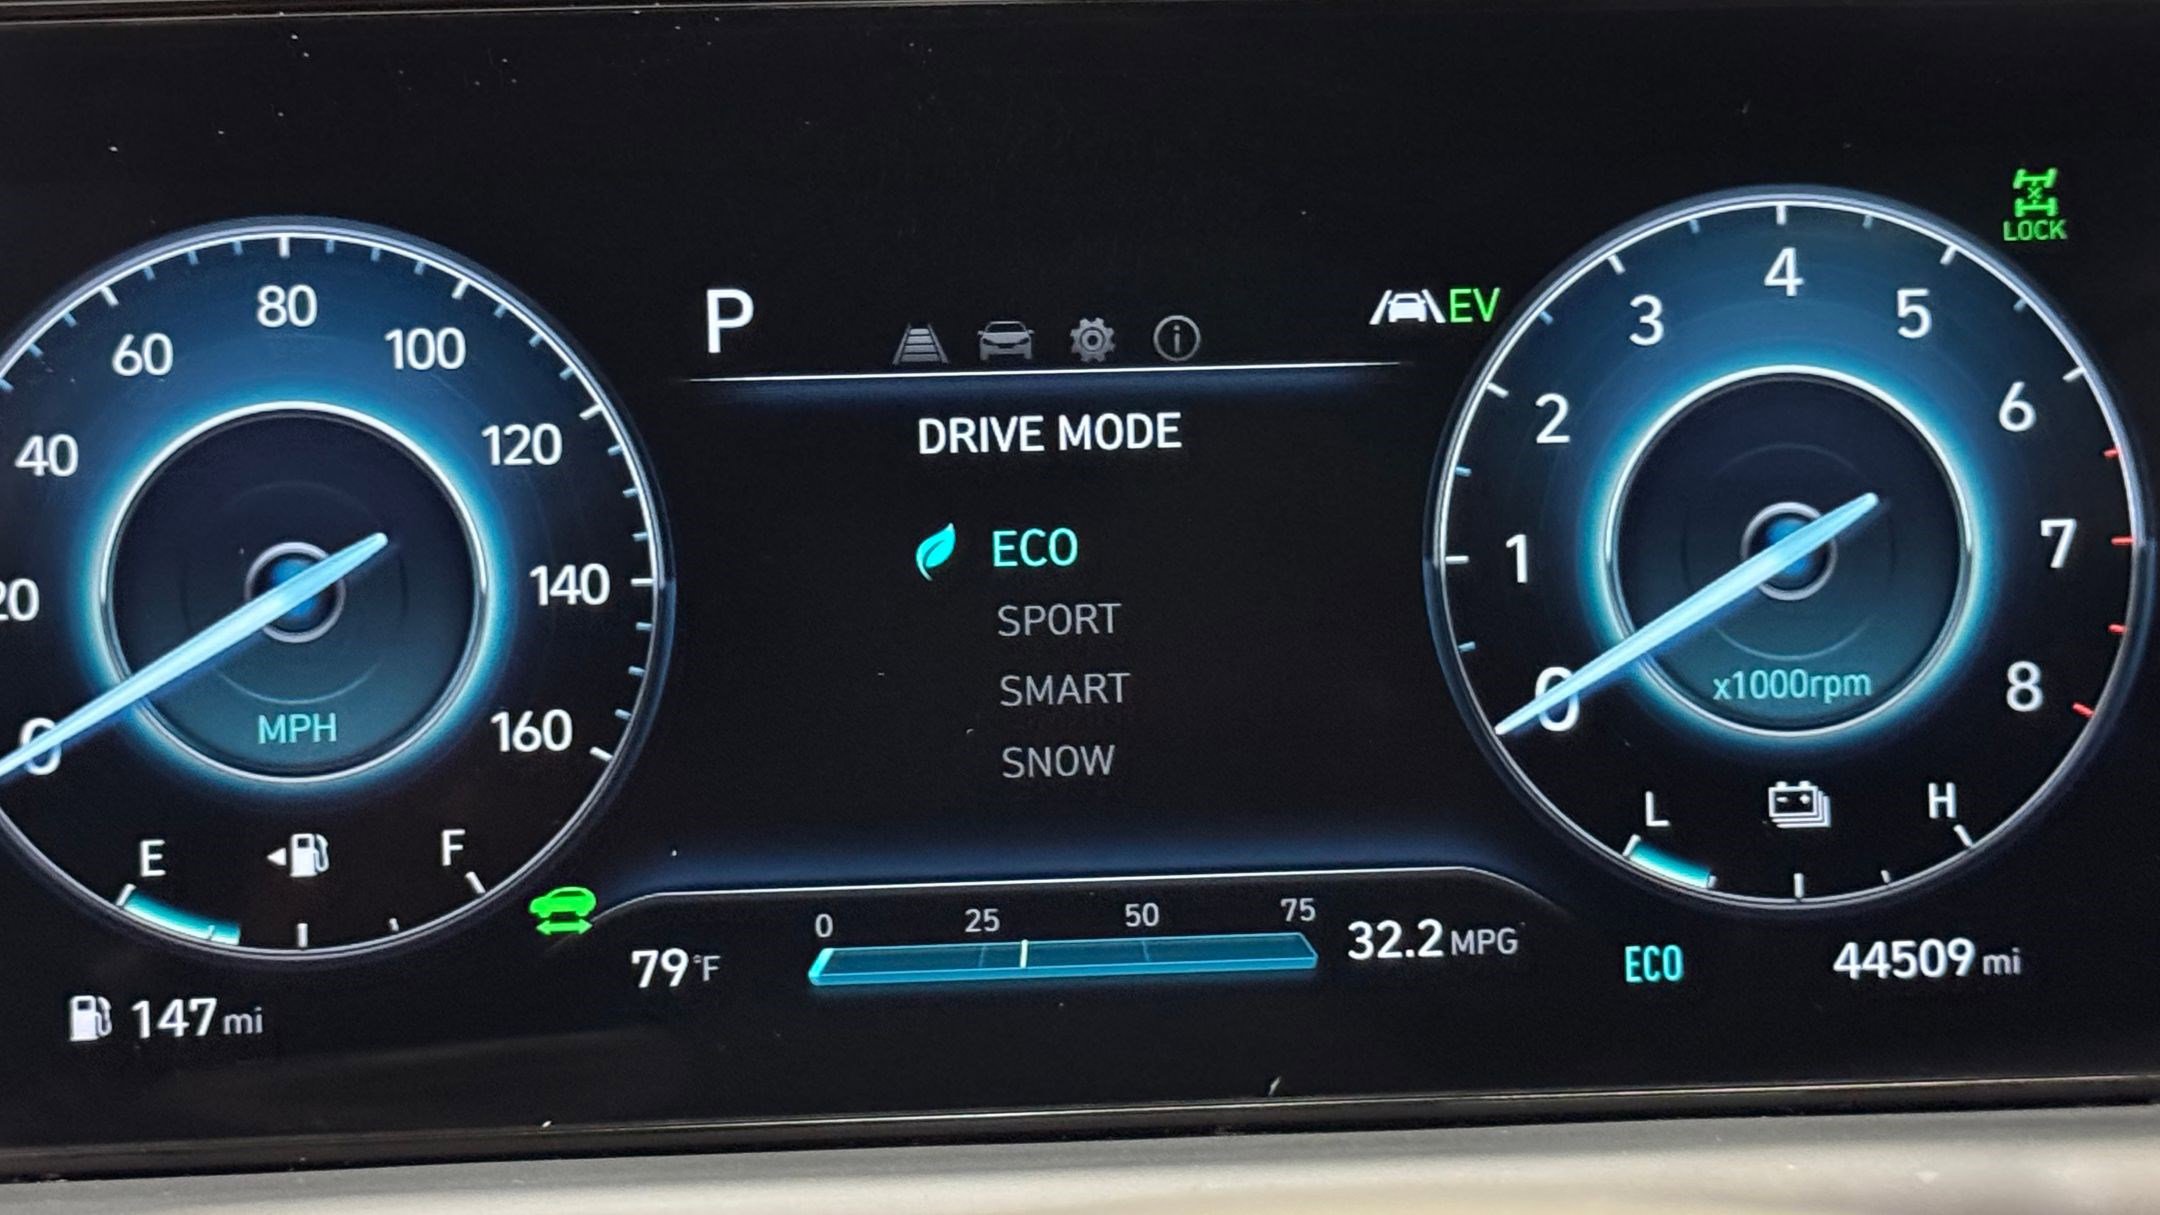 LOCK
P
EV
0
20
40
60
80
100
120
140
160
MPH
E
F
147 mi
DRIVE MODE
ECO
SPORT
SMART
SNOW
79°F
0 25 50 75
32.2 MPG
0
1
2
3
4
5
6
7
8
x1000rpm
L
H
ECO
44509 mi